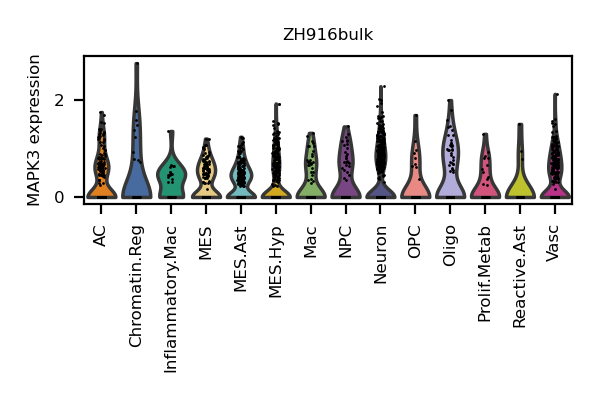 ZH916bulk
MAPK3 expression
2
0
AC
Chromatin.Reg
Inflammatory.Mac
MES
MES.Ast
MES.Hyp
Mac
NPC
Neuron
OPC
Oligo
Prolif.Metab
Reactive.Ast
Vasc